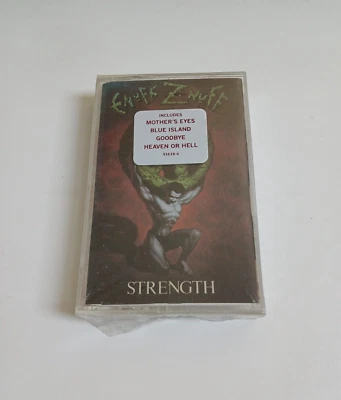 ENUFF Z'NUFF
INCLUDES
MOTHER'S EYES
BLUE ISLAND
GOODBYE
HEAVEN OR HELL
STRENGTH